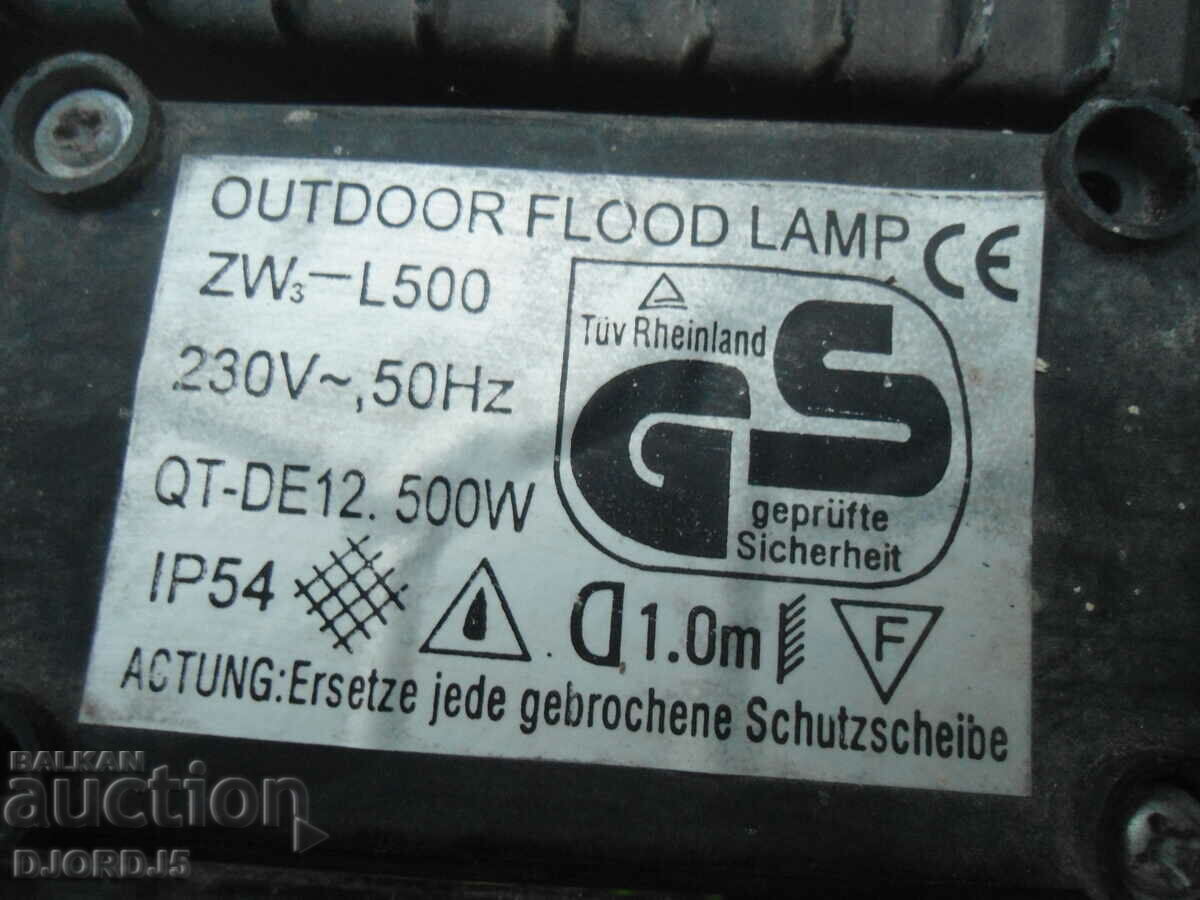 OUTDOOR FLOOD LAMP CE
ZW3-L500
230V~,50Hz
QT-DE12. 500W
TÜV Rheinland
GS
geprüfte
Sicherheit
IP54 1.0m F
ACTUNG:Ersetze jede gebrochene Schutzscheibe
BALKAN
auction
DJORDJ5